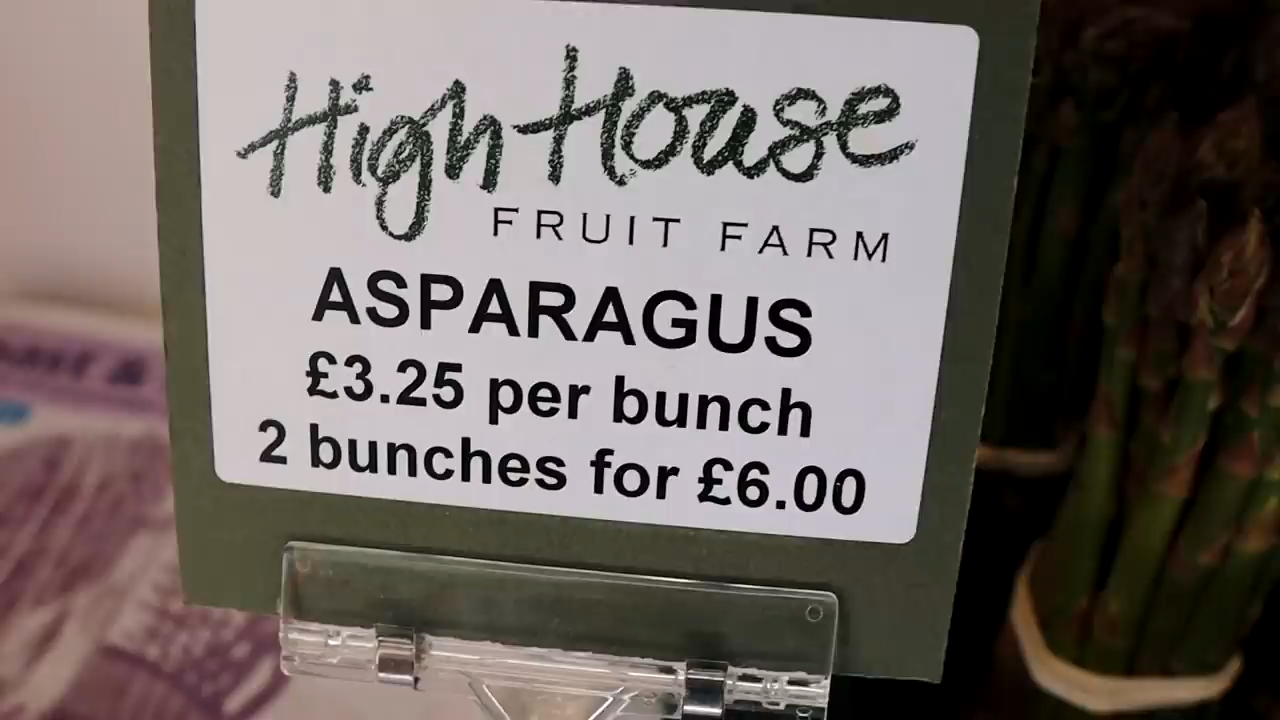 High House
FRUIT FARM
ASPARAGUS
£3.25 per bunch
2 bunches for £6.00